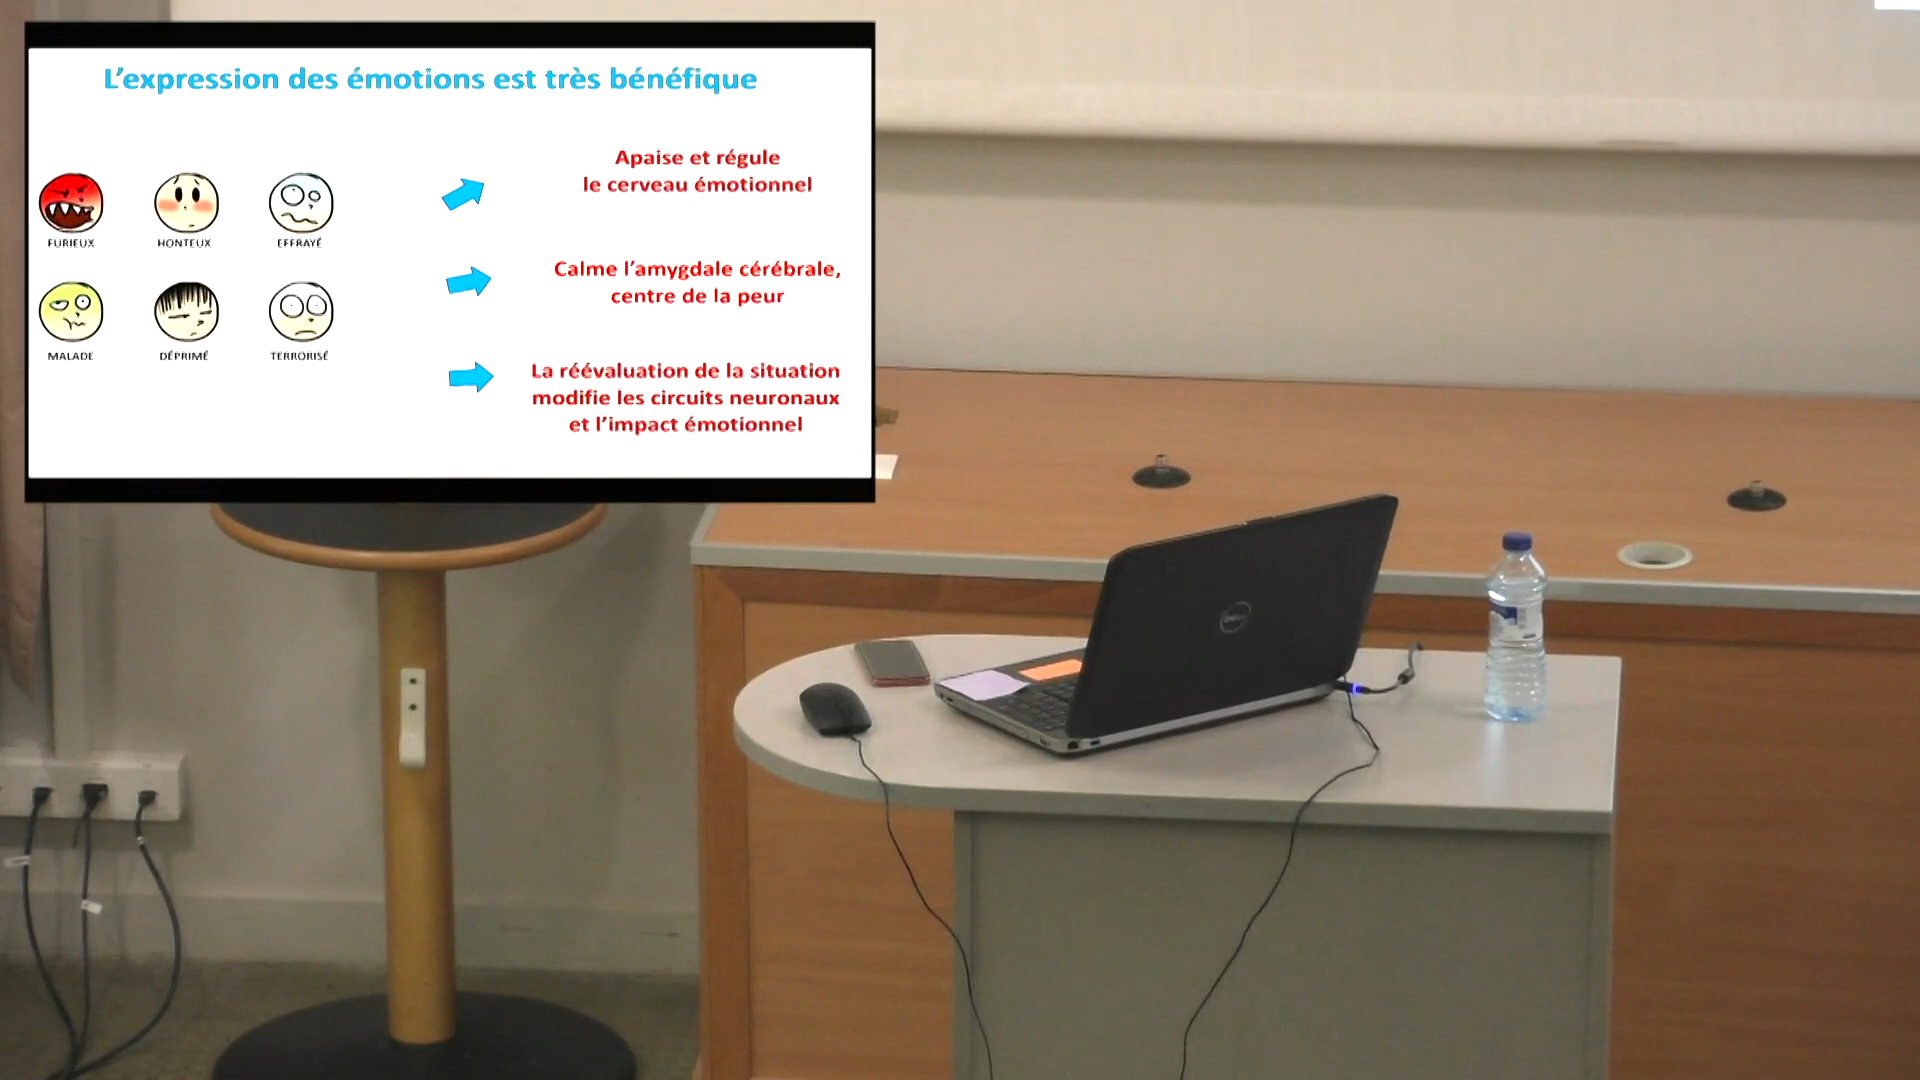 L'expression des émotions est très bénéfique
FURIEUX
HONTEUX
EFFRAYÉ
MALADE
DÉPRIMÉ
TERRORISÉ
Apaise et régule
le cerveau émotionnel
Calme l'amygdale cérébrale,
centre de la peur
La réévaluation de la situation
modifie les circuits neuronaux
et l'impact émotionnel
DELL